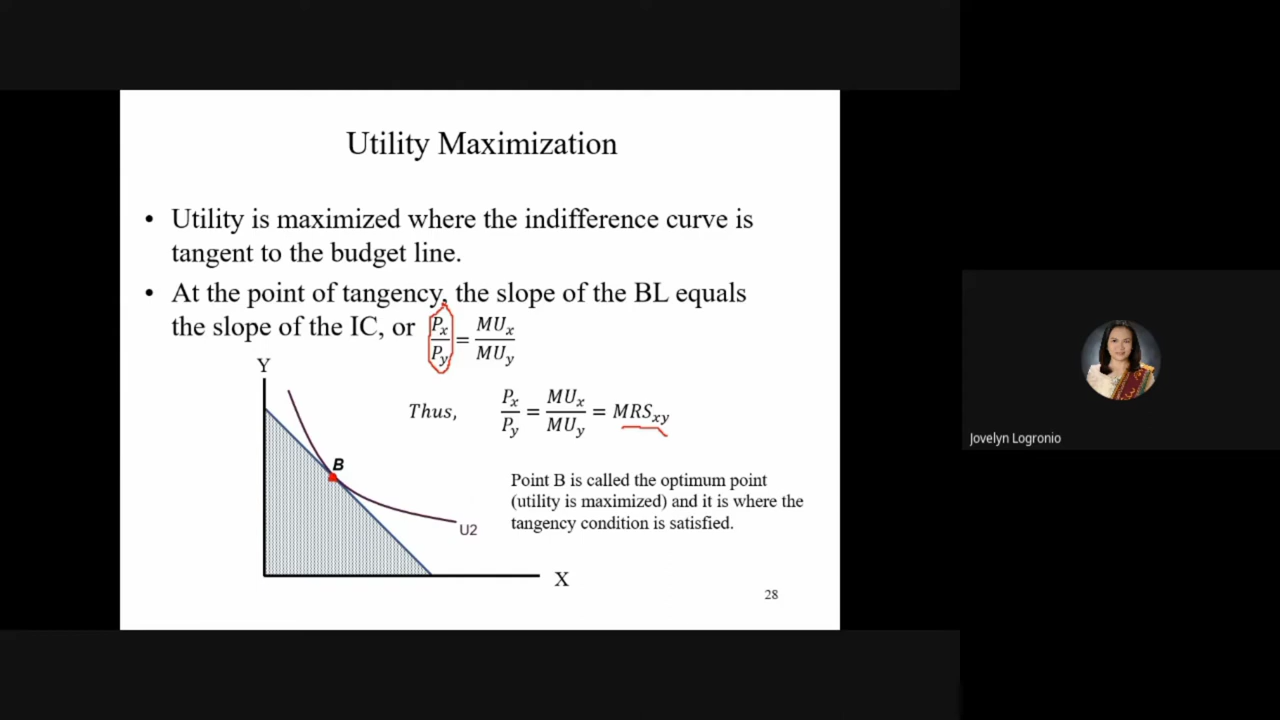 Utility Maximization
• Utility is maximized where the indifference curve is
tangent to the budget line.
• At the point of tangency, the slope of the BL equals
the slope of the IC, or Px/Py = MUx/MUy
Y
Thus, Px/Py = MUx/MUy = MRSxy
B
Point B is called the optimum point
(utility is maximized) and it is where the
tangency condition is satisfied.
U2
X
28
Jovelyn Logronio